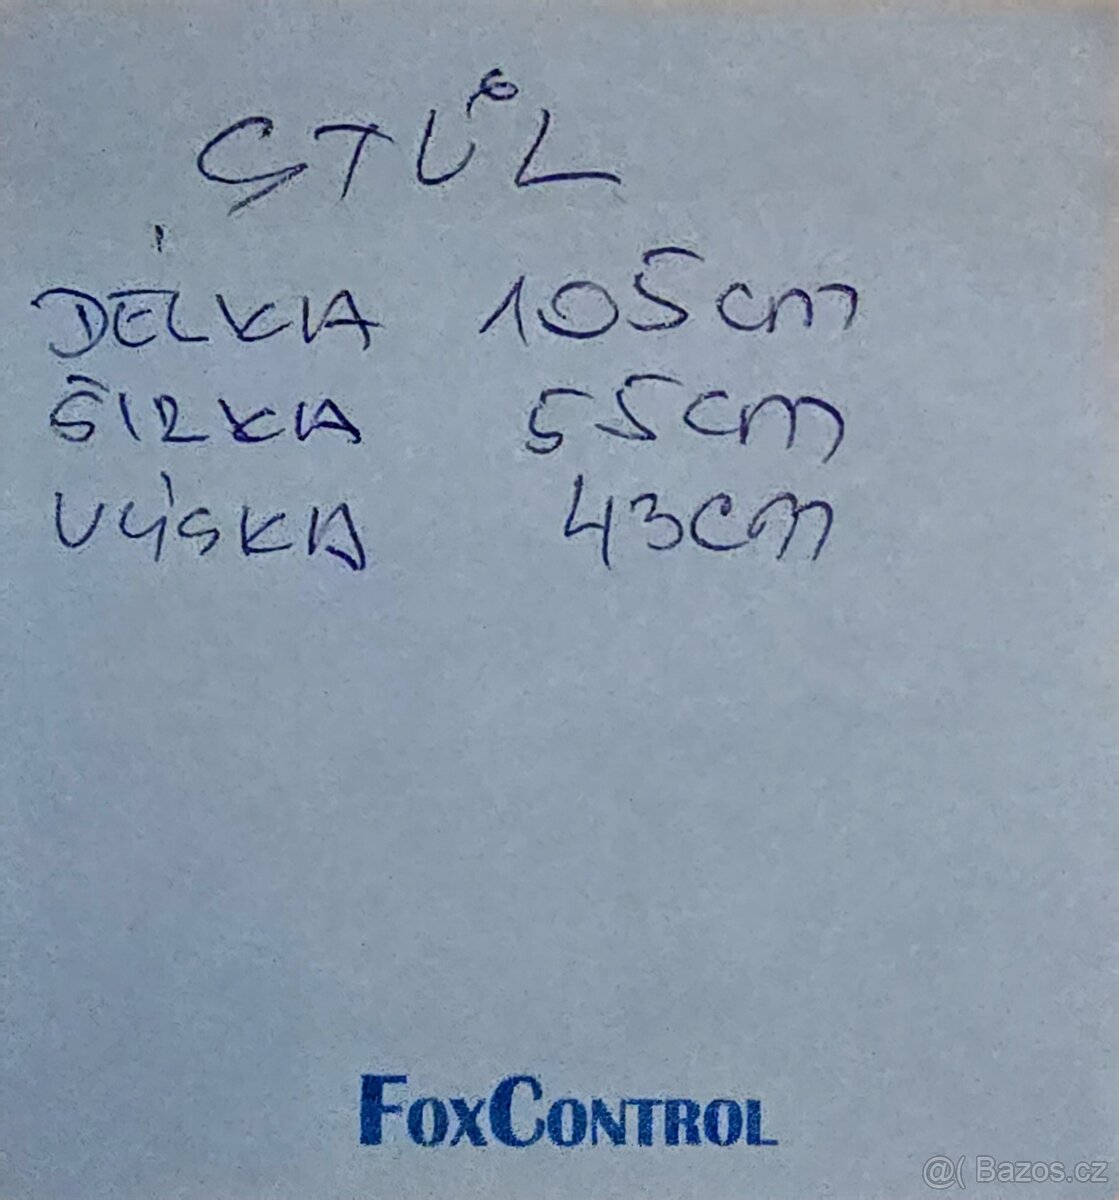 STŮL
DÉLKA 105cm
ŠÍRKA 55cm
VÝŠKA 43cm
FOXCONTROL
@( Bazos.cz